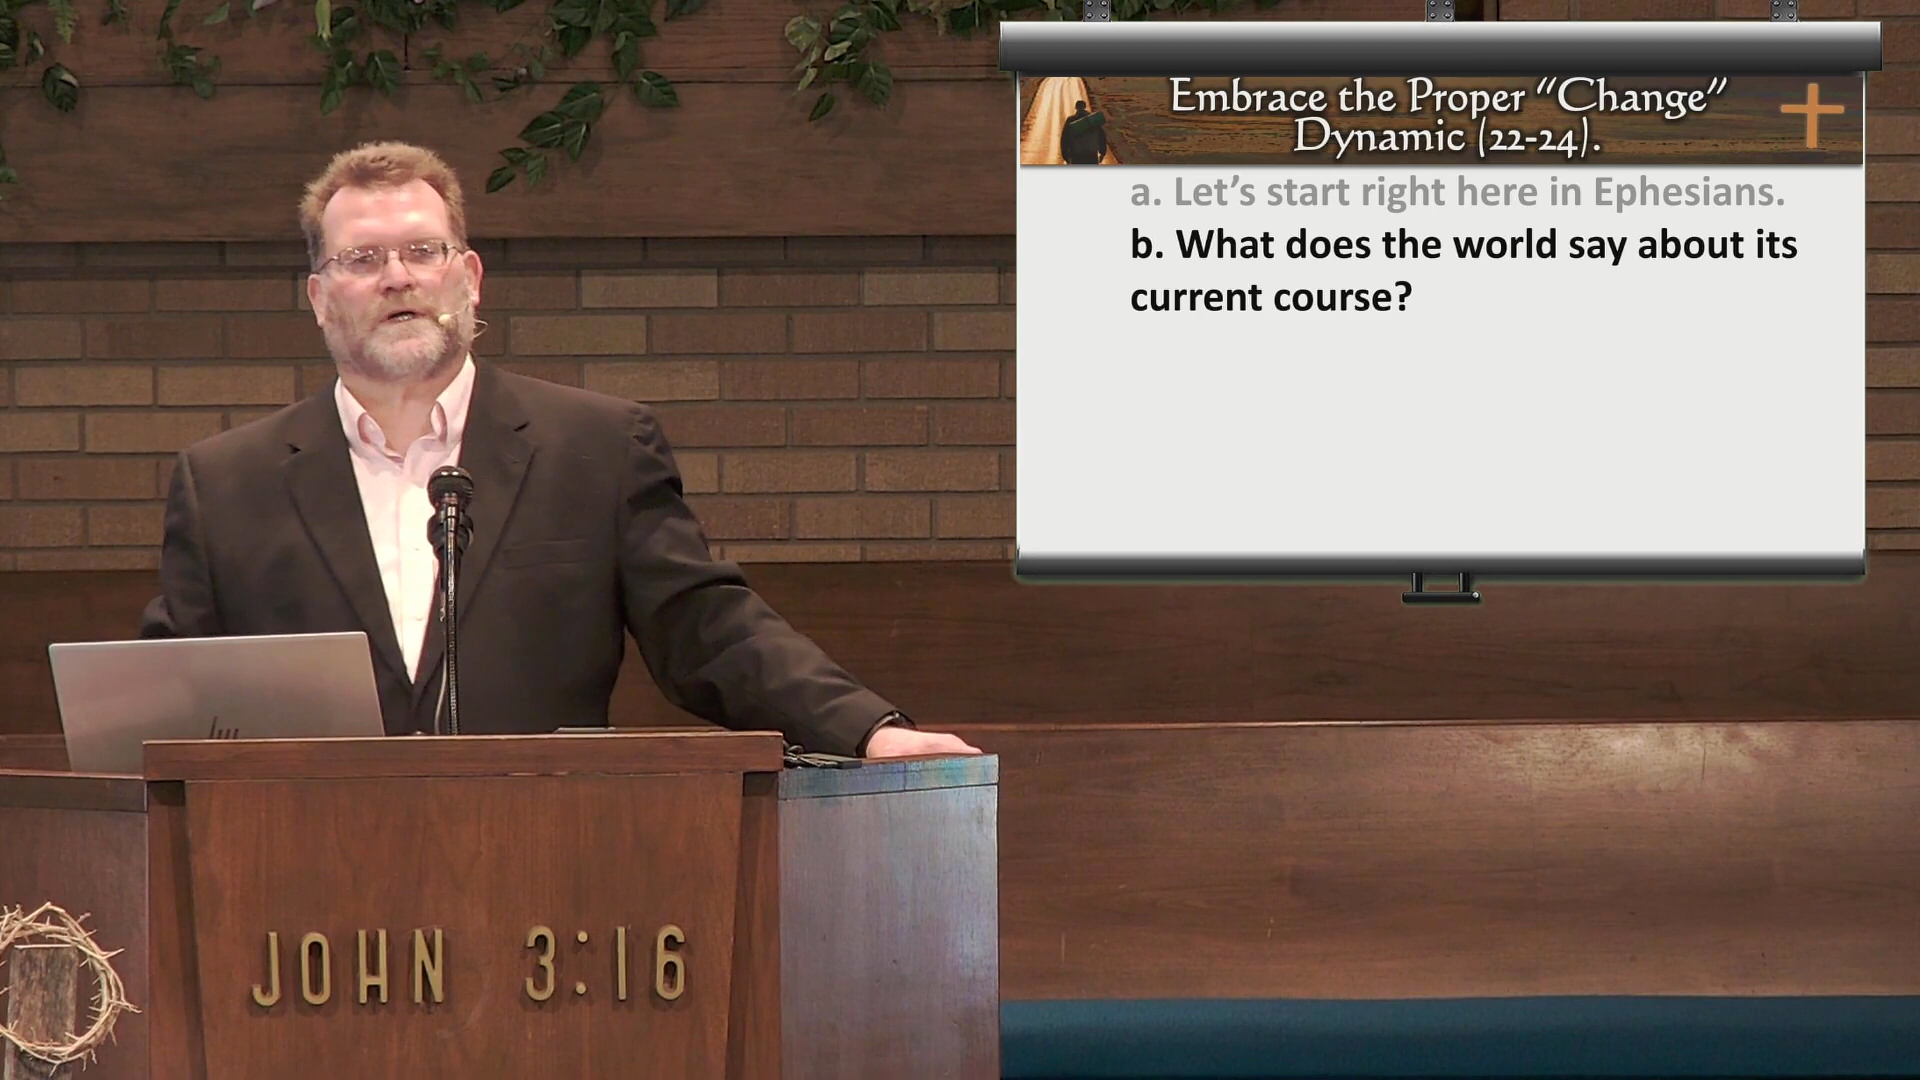 Embrace the Proper “Change”
Dynamic (22-24).
a. Let’s start right here in Ephesians.
b. What does the world say about its
current course?
JOHN 3:16